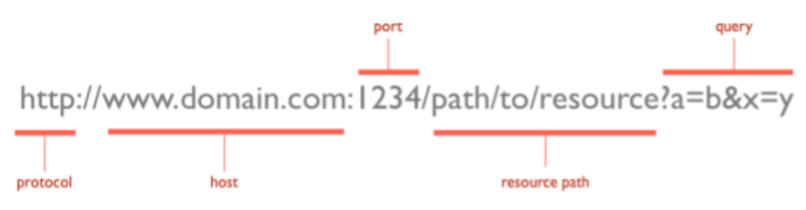 port query
http://www.domain.com:1234/path/to/resource?a=b&x=y
protocol host resource path